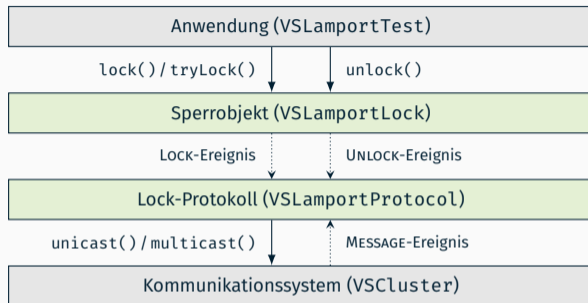 Anwendung (VSLamportTest)
lock()/tryLock() unlock()
Sperrobjekt (VSLamportLock)
Lock-Ereignis Unlock-Ereignis
Lock-Protokoll (VSLamportProtocol)
unicast()/multicast() Message-Ereignis
Kommunikationssystem (VSCluster)